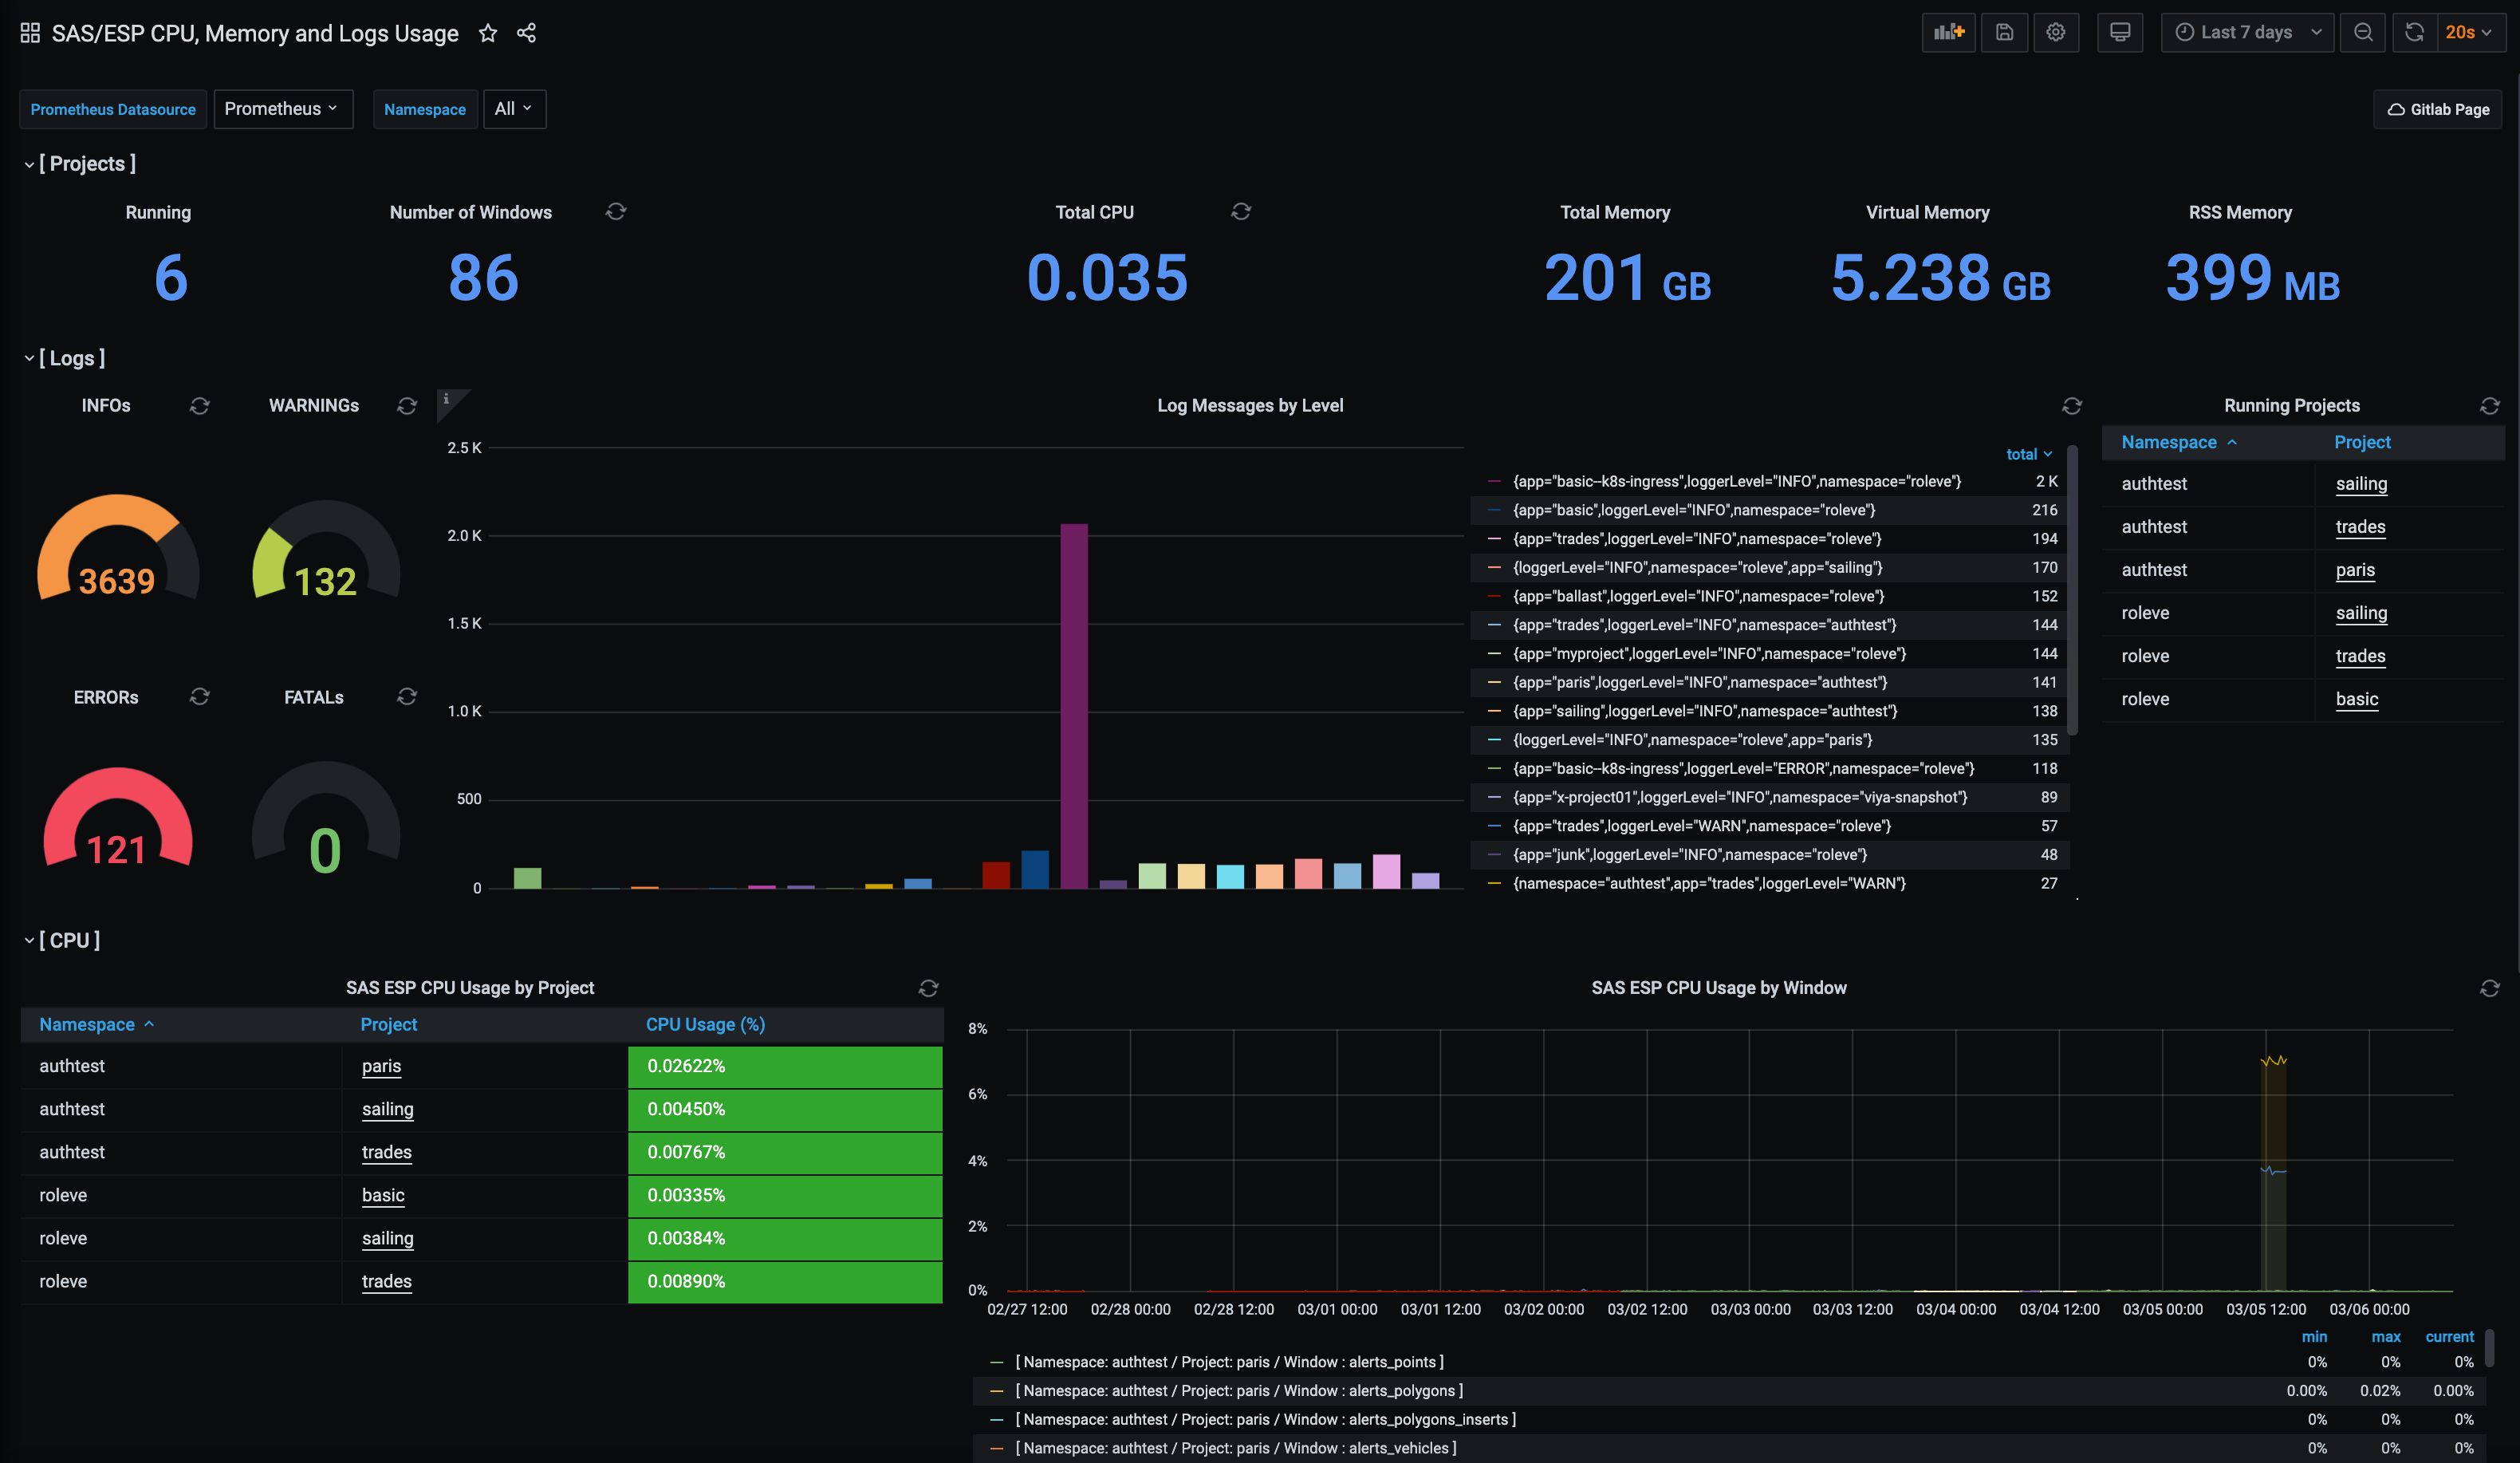 SAS/ESP CPU, Memory and Logs Usage
Last 7 days
20s
Prometheus Datasource Prometheus Namespace All
Gitlab Page
[ Projects ]
Running Number of Windows Total CPU Total Memory Virtual Memory RSS Memory
6 86 0.035 201 GB 5.238 GB 399 MB
[ Logs ]
INFOs WARNINGs
3639 132
ERRORs FATALs
121 0
i
Log Messages by Level
2.5 K
2.0 K
1.5 K
1.0 K
500
0
total
{app="basic--k8s-ingress",loggerLevel="INFO",namespace="roleve"} 2 K
{app="basic",loggerLevel="INFO",namespace="roleve"} 216
{app="trades",loggerLevel="INFO",namespace="roleve"} 194
{loggerLevel="INFO",namespace="roleve",app="sailing"} 170
{app="ballast",loggerLevel="INFO",namespace="roleve"} 152
{app="trades",loggerLevel="INFO",namespace="authtest"} 144
{app="myproject",loggerLevel="INFO",namespace="roleve"} 144
{app="paris",loggerLevel="INFO",namespace="authtest"} 141
{app="sailing",loggerLevel="INFO",namespace="authtest"} 138
{loggerLevel="INFO",namespace="roleve",app="paris"} 135
{app="basic--k8s-ingress",loggerLevel="ERROR",namespace="roleve"} 118
{app="x-project01",loggerLevel="INFO",namespace="viya-snapshot"} 89
{app="trades",loggerLevel="WARN",namespace="roleve"} 57
{app="junk",loggerLevel="INFO",namespace="roleve"} 48
{namespace="authtest",app="trades",loggerLevel="WARN"} 27
Running Projects
Namespace Project
authtest sailing
authtest trades
authtest paris
roleve sailing
roleve trades
roleve basic
[ CPU ]
SAS ESP CPU Usage by Project
Namespace Project CPU Usage (%)
authtest paris 0.02622%
authtest sailing 0.00450%
authtest trades 0.00767%
roleve basic 0.00335%
roleve sailing 0.00384%
roleve trades 0.00890%
SAS ESP CPU Usage by Window
8%
6%
4%
2%
0%
02/27 12:00 02/28 00:00 02/28 12:00 03/01 00:00 03/01 12:00 03/02 00:00 03/02 12:00 03/03 00:00 03/03 12:00 03/04 00:00 03/04 12:00 03/05 00:00 03/05 12:00 03/06 00:00
min max current
[ Namespace: authtest / Project: paris / Window : alerts_points ] 0% 0% 0%
[ Namespace: authtest / Project: paris / Window : alerts_polygons ] 0.00% 0.02% 0.00%
[ Namespace: authtest / Project: paris / Window : alerts_polygons_inserts ] 0% 0% 0%
[ Namespace: authtest / Project: paris / Window : alerts_vehicles ] 0% 0% 0%